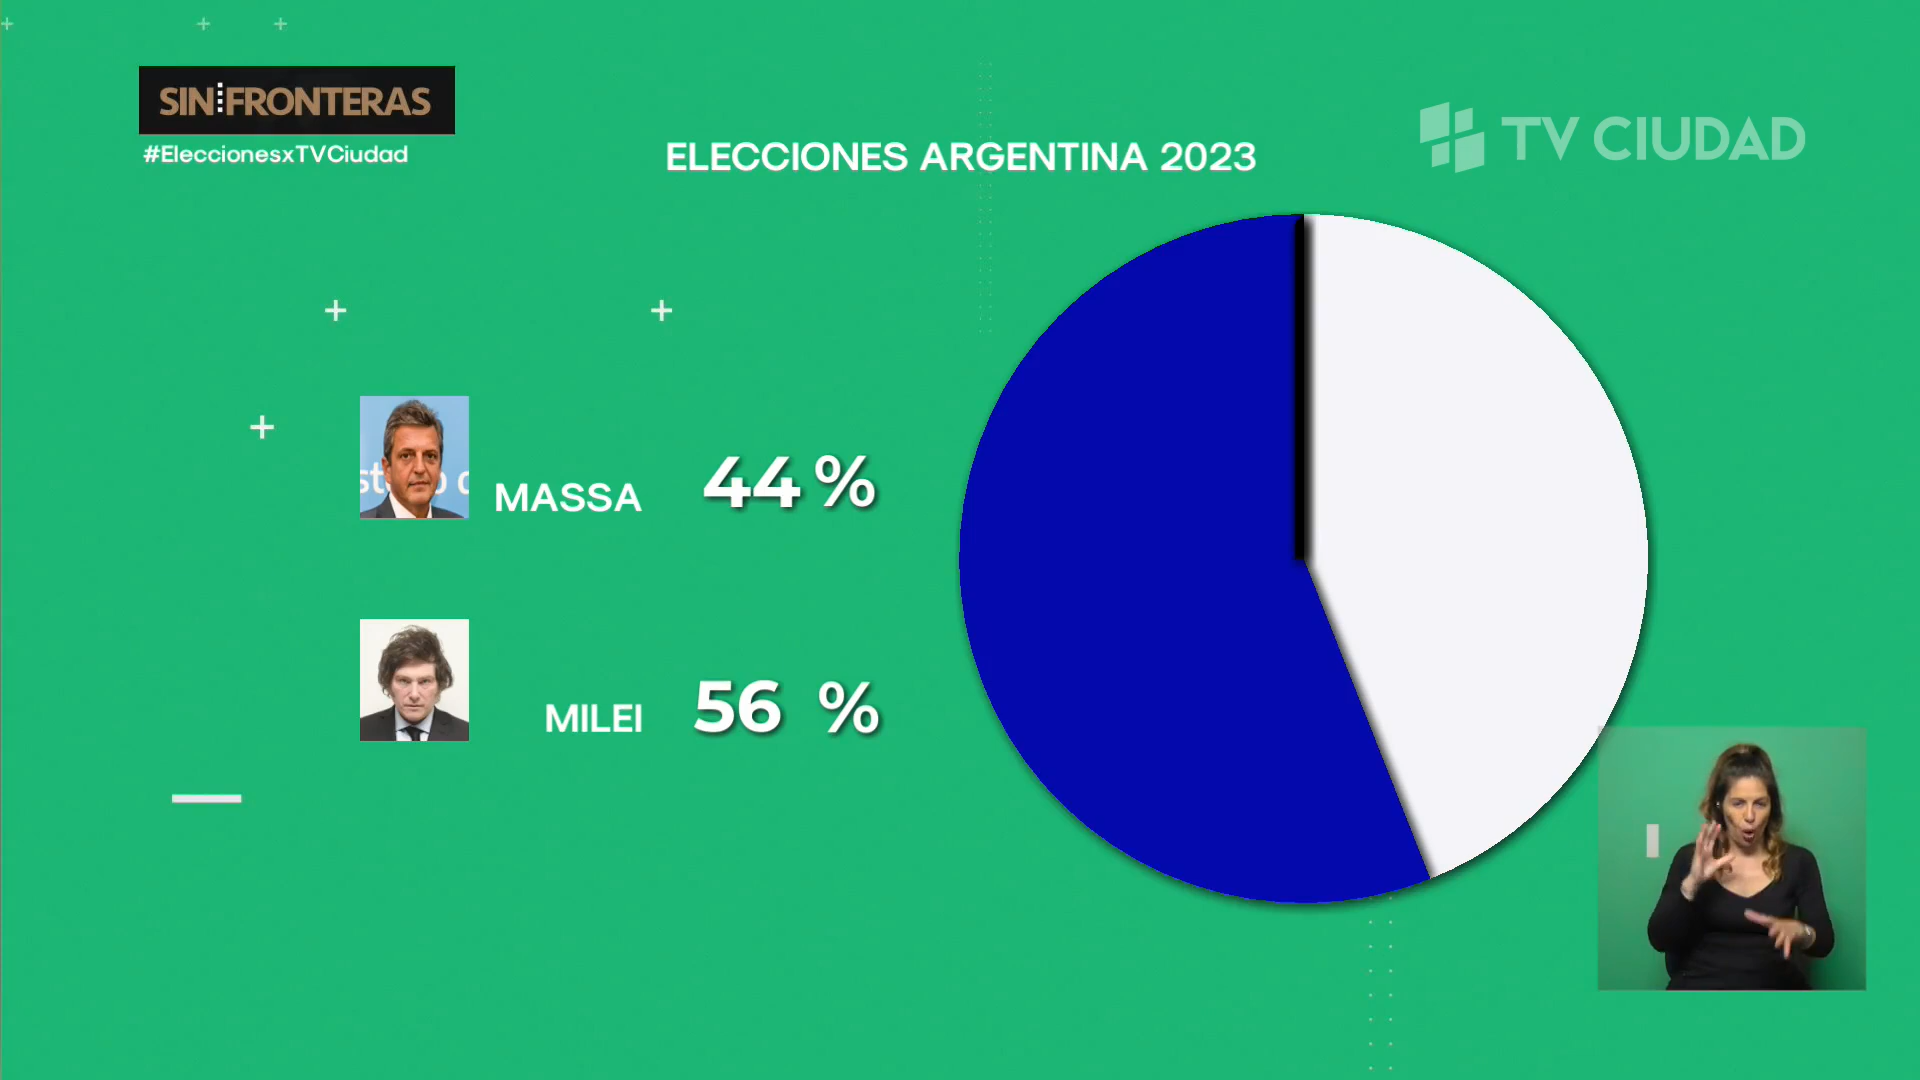 SIN FRONTERAS
#EleccionesxTVCiudad
ELECCIONES ARGENTINA 2023
TV CIUDAD
MASSA 44 %
MILEI 56 %